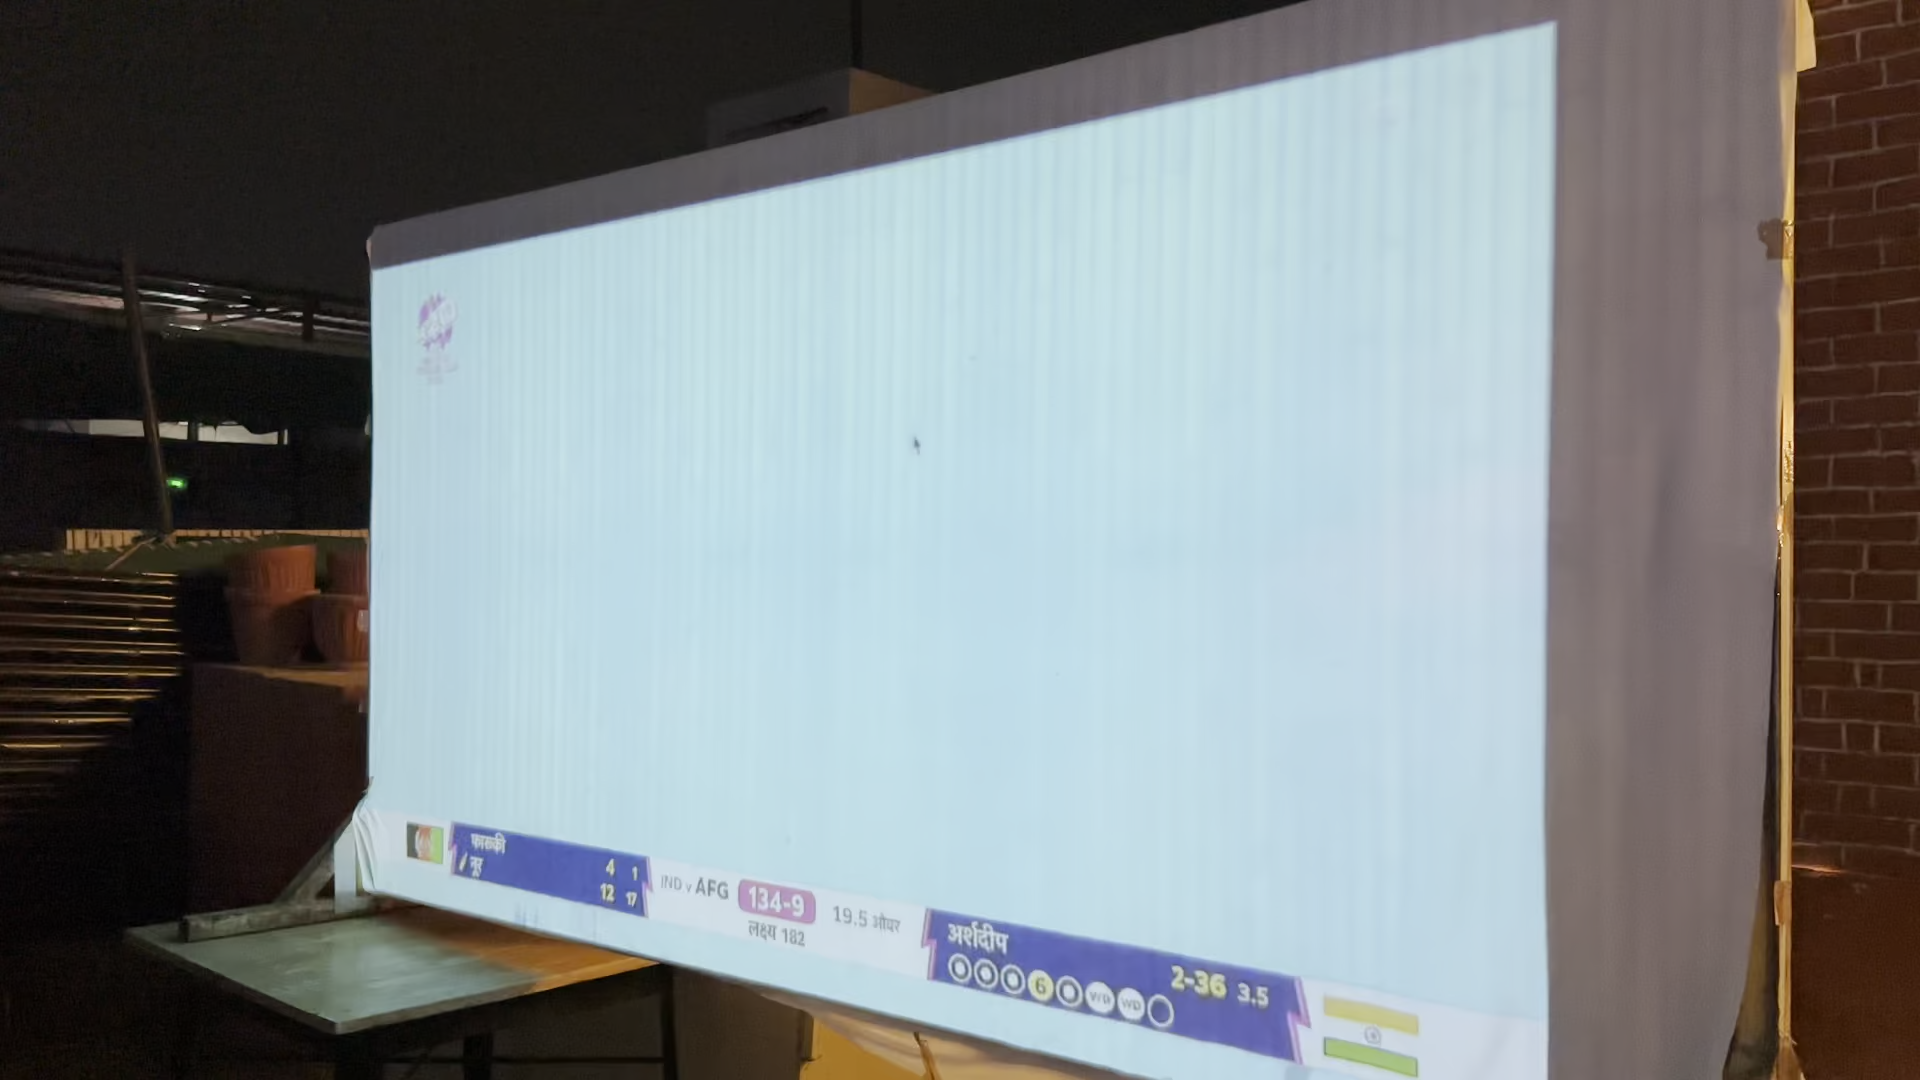 फारूकी 4 1
नूर 12 17
IND v AFG 134-9 19.5 ओवर
लक्ष्य 182
अर्शदीप
2-36 3.5
6 WD WD